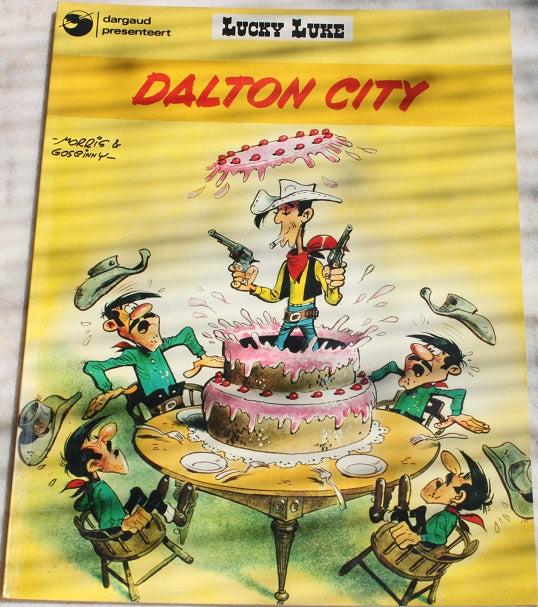 dargaud
presenteert
LUCKY LUKE
DALTON CITY
-MORRIS &
GOSCINNY-